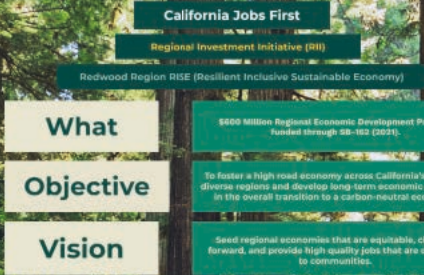 California Jobs First
Regional Investment Initiative (RII)
Redwood Region RISE (Resilient Inclusive Sustainable Economy)
What
$600 Million Regional Economic Development
funded through SB-162 (2021).
Objective
To foster a high road economy across California's
diverse regions and develop long-term economic
in the overall transition to a carbon-neutral
Vision
Seed regional economies that are equitable,
forward, and provide high quality jobs that are
to communities.